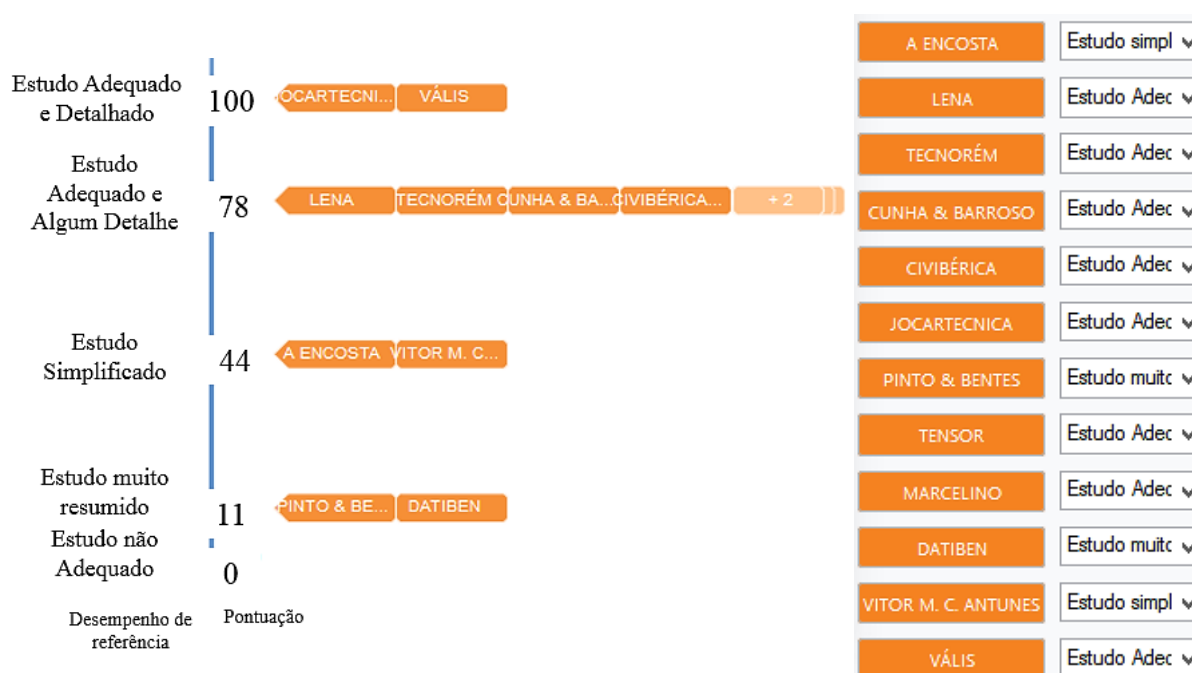 Estudo Adequado
e Detalhado
100
OCARTECNI...
VÁLIS
Estudo
Adequado e
Algum Detalhe
78
LENA
TECNORÉM
CUNHA & BA...
CIVIBÉRICA...
+ 2
Estudo
Simplificado
44
A ENCOSTA
VITOR M. C...
Estudo muito
resumido
11
PINTO & BE...
DATIBEN
Estudo não
Adequado
0
Desempenho de
referência
Pontuação
A ENCOSTA
Estudo simpl
LENA
Estudo Adec
TECNORÉM
Estudo Adec
CUNHA & BARROSO
Estudo Adec
CIVIBÉRICA
Estudo Adec
JOCARTECNICA
Estudo Adec
PINTO & BENTES
Estudo muitc
TENSOR
Estudo Adec
MARCELINO
Estudo Adec
DATIBEN
Estudo muitc
VITOR M. C. ANTUNES
Estudo simpl
VÁLIS
Estudo Adec